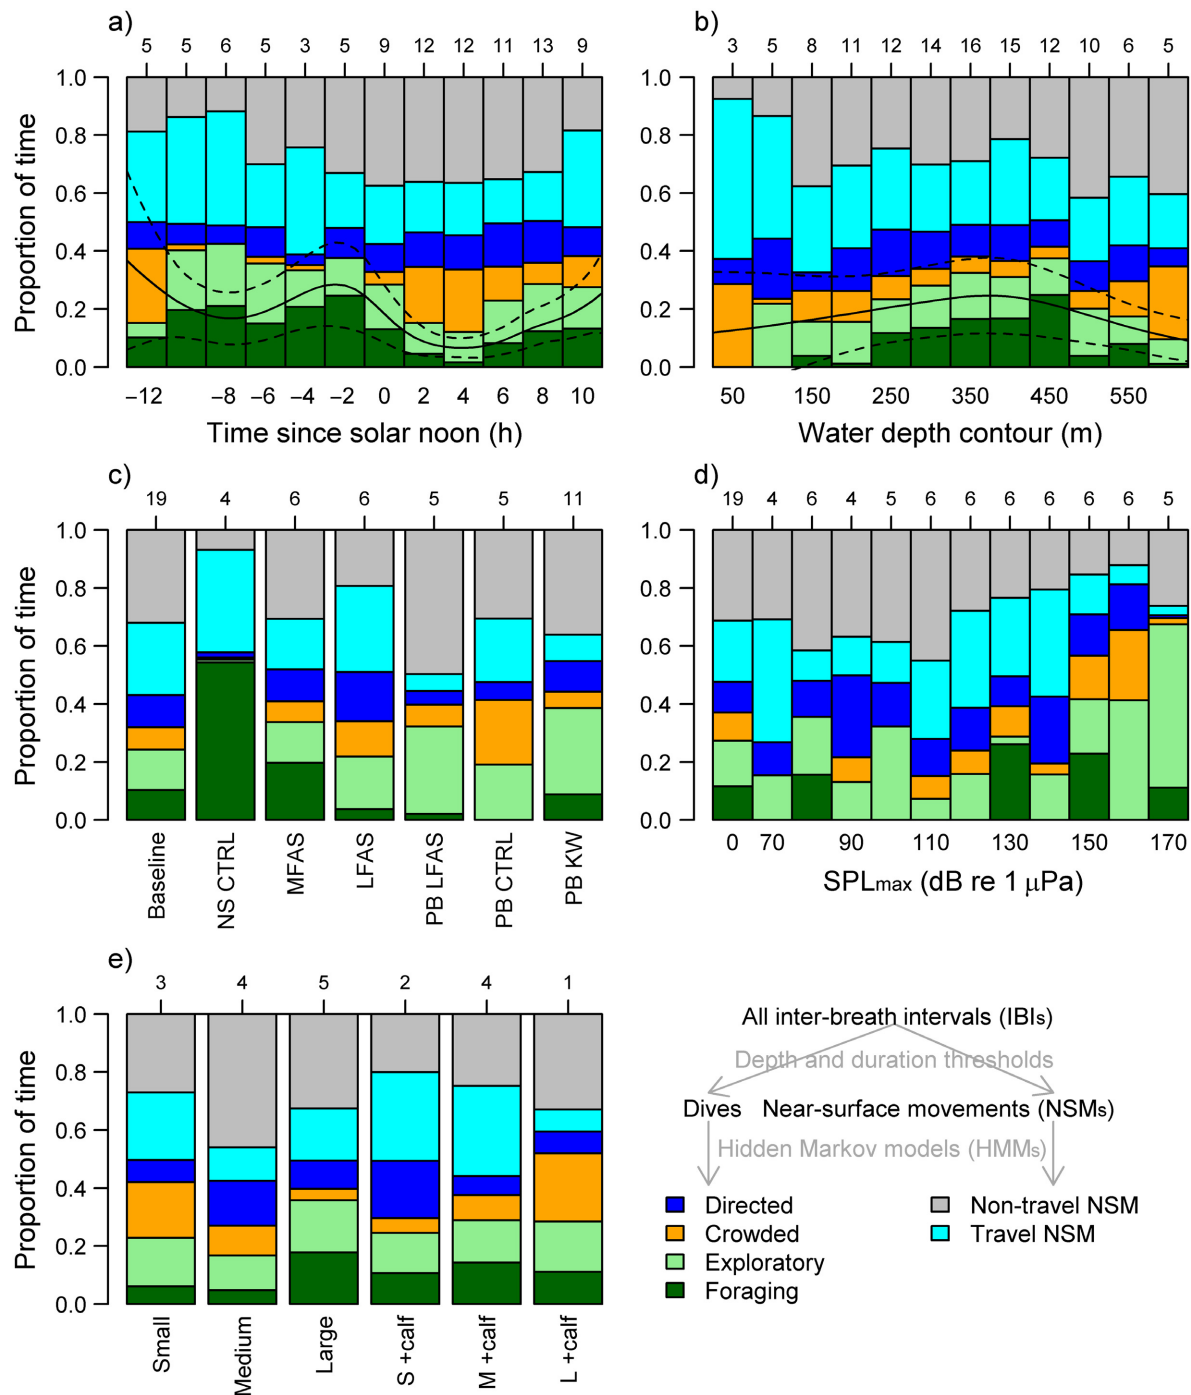 a)
5 5 6 5 3 5 9 12 12 11 13 9
Proportion of time
1.0
0.8
0.6
0.4
0.2
0.0
−12 −8 −6 −4 −2 0 2 4 6 8 10
Time since solar noon (h)
b)
3 5 8 11 12 14 16 15 12 10 6 5
1.0
0.8
0.6
0.4
0.2
0.0
50 150 250 350 450 550
Water depth contour (m)
c)
19 4 6 6 5 5 11
Proportion of time
1.0
0.8
0.6
0.4
0.2
0.0
Baseline
NS CTRL
MFAS
LFAS
PB LFAS
PB CTRL
PB KW
d)
19 4 6 4 5 6 6 6 6 6 6 5
1.0
0.8
0.6
0.4
0.2
0.0
0 70 90 110 130 150 170
SPLmax (dB re 1 μPa)
e)
3 4 5 2 4 1
Proportion of time
1.0
0.8
0.6
0.4
0.2
0.0
Small
Medium
Large
S +calf
M +calf
L +calf
All inter-breath intervals (IBIs)
Depth and duration thresholds
Dives Near-surface movements (NSMs)
Hidden Markov models (HMMs)
Directed
Crowded
Exploratory
Foraging
Non-travel NSM
Travel NSM